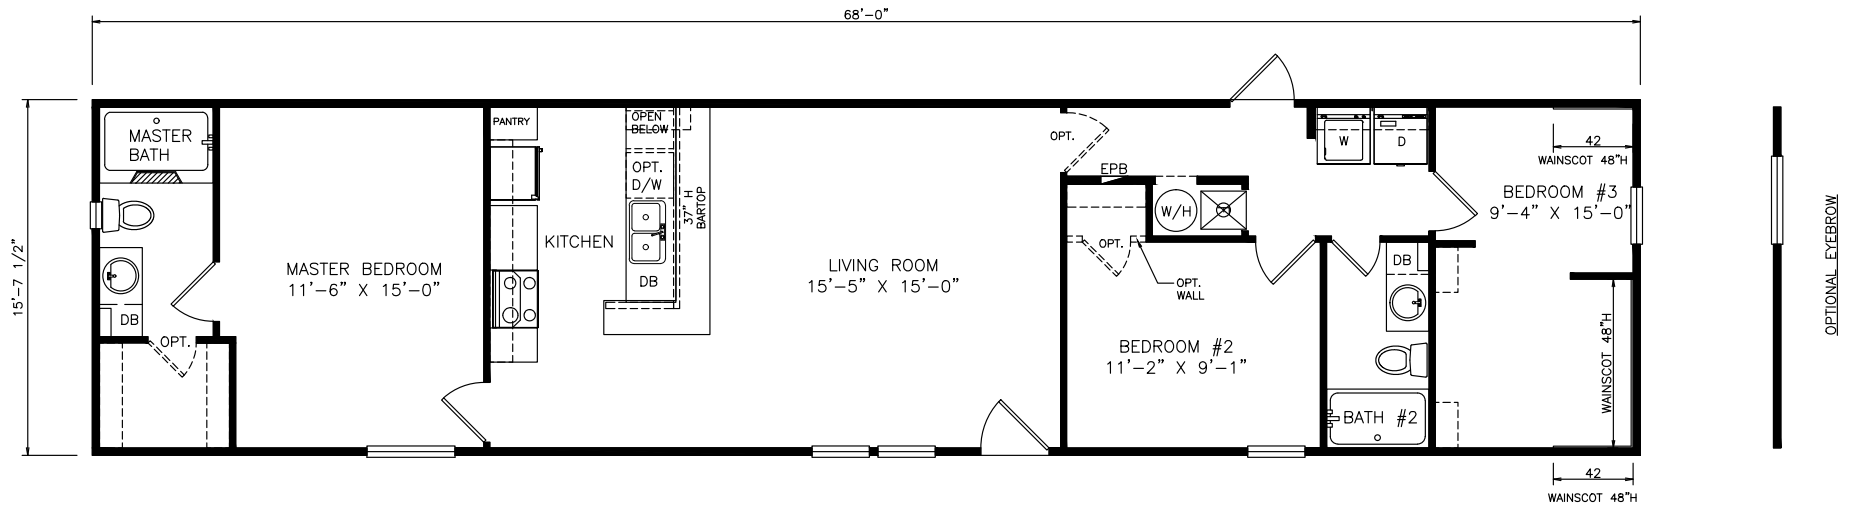 68'-0"
15'-7 1/2"
MASTER
BATH
DB
OPT.
MASTER BEDROOM
11'-6" X 15'-0"
PANTRY
KITCHEN
OPEN
BELOW
OPT.
D/W
DB
37" H
BARTOP
LIVING ROOM
15'-5" X 15'-0"
OPT.
EPB
W/H
OPT.
OPT.
WALL
BEDROOM #2
11'-2" X 9'-1"
W
D
DB
BATH #2
42
WAINSCOT 48"H
BEDROOM #3
9'-4" X 15'-0"
WAINSCOT 48"H
42
WAINSCOT 48"H
OPTIONAL EYEBROW